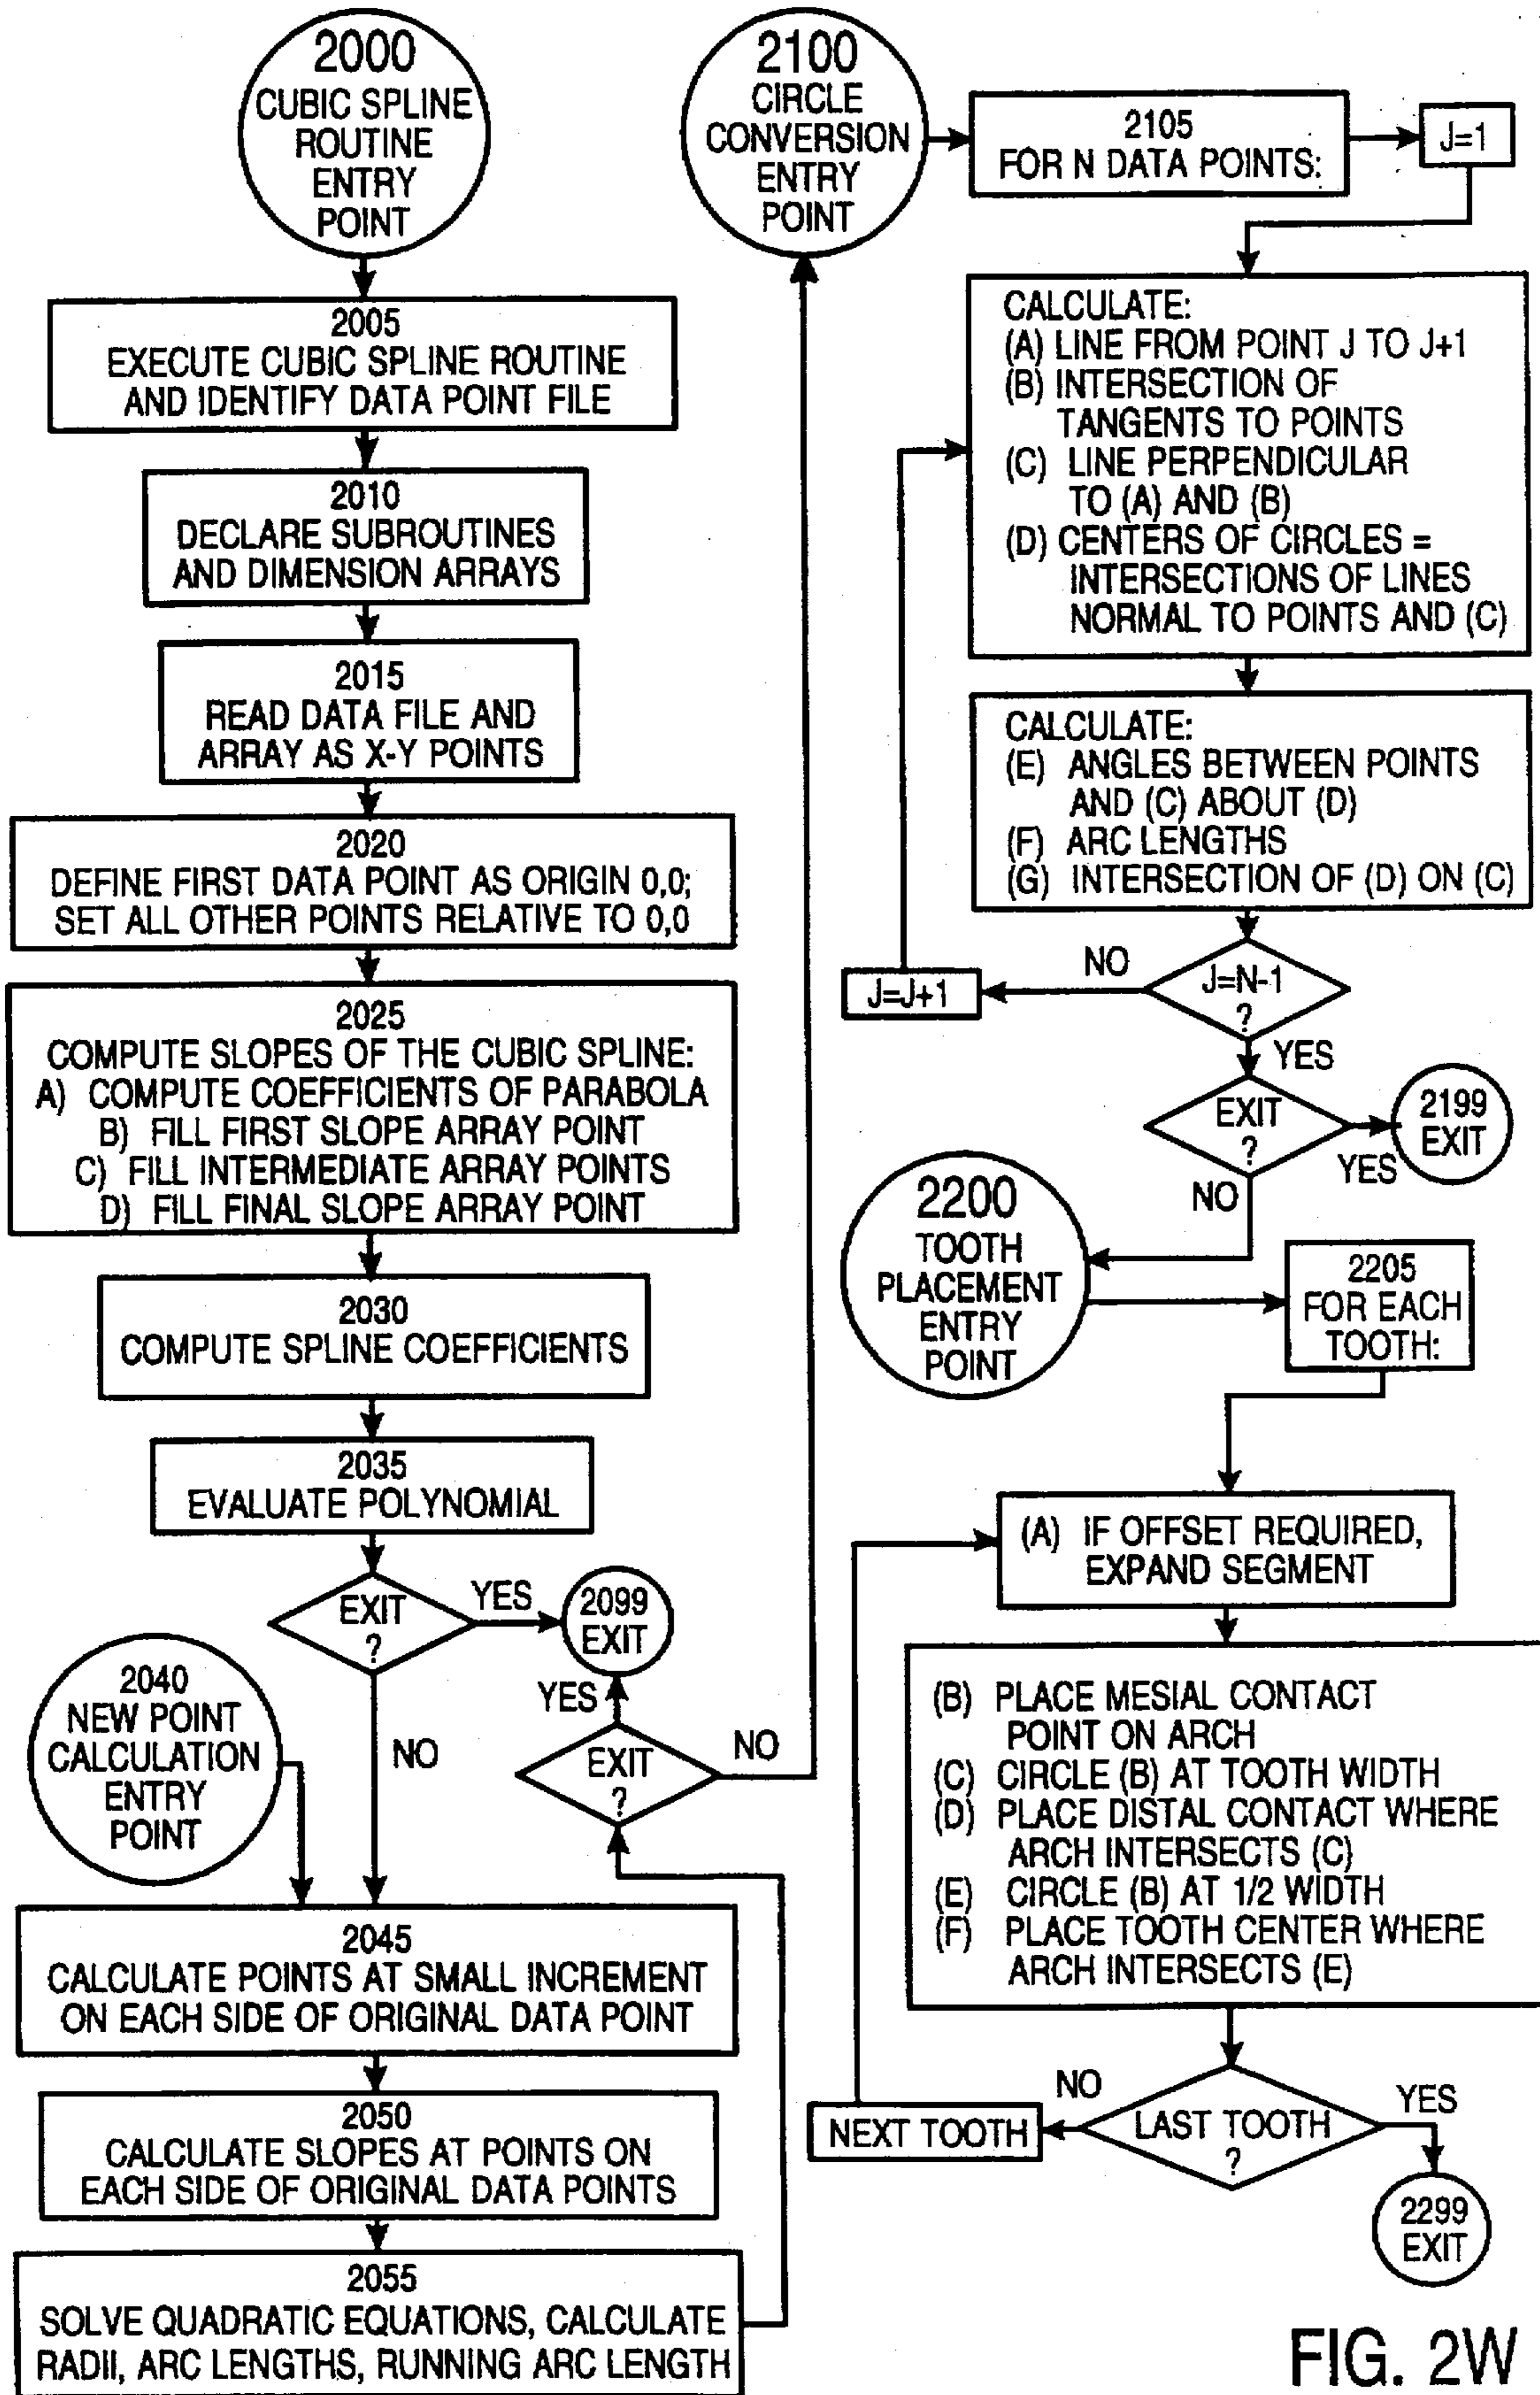 2000
CUBIC SPLINE
ROUTINE
ENTRY
POINT
2005
EXECUTE CUBIC SPLINE ROUTINE
AND IDENTIFY DATA POINT FILE
2010
DECLARE SUBROUTINES
AND DIMENSION ARRAYS
2015
READ DATA FILE AND
ARRAY AS X-Y POINTS
2020
DEFINE FIRST DATA POINT AS ORIGIN 0,0;
SET ALL OTHER POINTS RELATIVE TO 0,0
2025
COMPUTE SLOPES OF THE CUBIC SPLINE:
A) COMPUTE COEFFICIENTS OF PARABOLA
B) FILL FIRST SLOPE ARRAY POINT
C) FILL INTERMEDIATE ARRAY POINTS
D) FILL FINAL SLOPE ARRAY POINT
2030
COMPUTE SPLINE COEFFICIENTS
2035
EVALUATE POLYNOMIAL
EXIT
?
YES
2099
EXIT
NO
2040
NEW POINT
CALCULATION
ENTRY
POINT
YES
EXIT
?
NO
2045
CALCULATE POINTS AT SMALL INCREMENT
ON EACH SIDE OF ORIGINAL DATA POINT
2050
CALCULATE SLOPES AT POINTS ON
EACH SIDE OF ORIGINAL DATA POINTS
2055
SOLVE QUADRATIC EQUATIONS, CALCULATE
RADII, ARC LENGTHS, RUNNING ARC LENGTH
2100
CIRCLE
CONVERSION
ENTRY
POINT
2105
FOR N DATA POINTS:
J=1
CALCULATE:
(A) LINE FROM POINT J TO J+1
(B) INTERSECTION OF
TANGENTS TO POINTS
(C) LINE PERPENDICULAR
TO (A) AND (B)
(D) CENTERS OF CIRCLES =
INTERSECTIONS OF LINES
NORMAL TO POINTS AND (C)
CALCULATE:
(E) ANGLES BETWEEN POINTS
AND (C) ABOUT (D)
(F) ARC LENGTHS
(G) INTERSECTION OF (D) ON (C)
J=N-1
?
NO
J=J+1
YES
EXIT
?
YES
2199
EXIT
NO
2200
TOOTH
PLACEMENT
ENTRY
POINT
2205
FOR EACH
TOOTH:
(A) IF OFFSET REQUIRED,
EXPAND SEGMENT
(B) PLACE MESIAL CONTACT
POINT ON ARCH
(C) CIRCLE (B) AT TOOTH WIDTH
(D) PLACE DISTAL CONTACT WHERE
ARCH INTERSECTS (C)
(E) CIRCLE (B) AT 1/2 WIDTH
(F) PLACE TOOTH CENTER WHERE
ARCH INTERSECTS (E)
LAST TOOTH
?
NO
NEXT TOOTH
YES
2299
EXIT
FIG. 2W